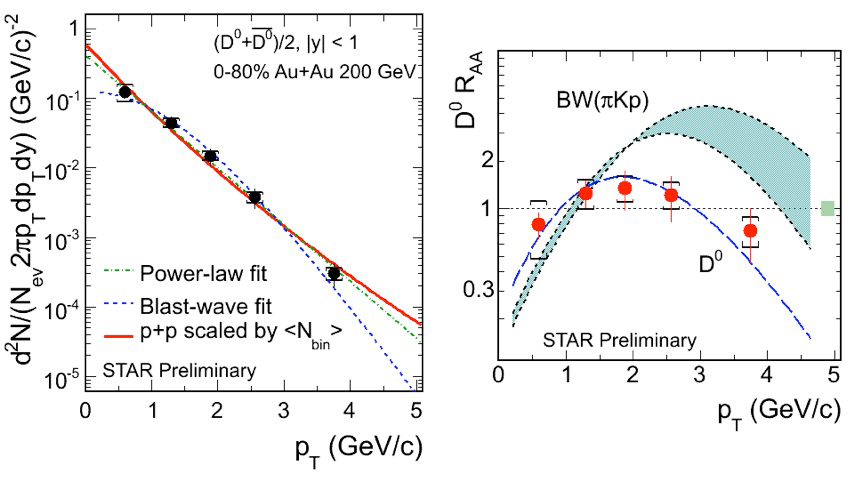 d²N/(N_ev 2πp_T dp_T dy) (GeV/c)⁻²
1
10⁻¹
10⁻²
10⁻³
10⁻⁴
10⁻⁵
(D⁰+D̅⁰)/2, |y| < 1
0-80% Au+Au 200 GeV
Power-law fit
Blast-wave fit
p+p scaled by <N_bin>
STAR Preliminary
0 1 2 3 4 5
p_T (GeV/c)
D⁰ R_AA
2
1
0.3
BW(πKp)
D⁰
STAR Preliminary
0 1 2 3 4 5
p_T (GeV/c)